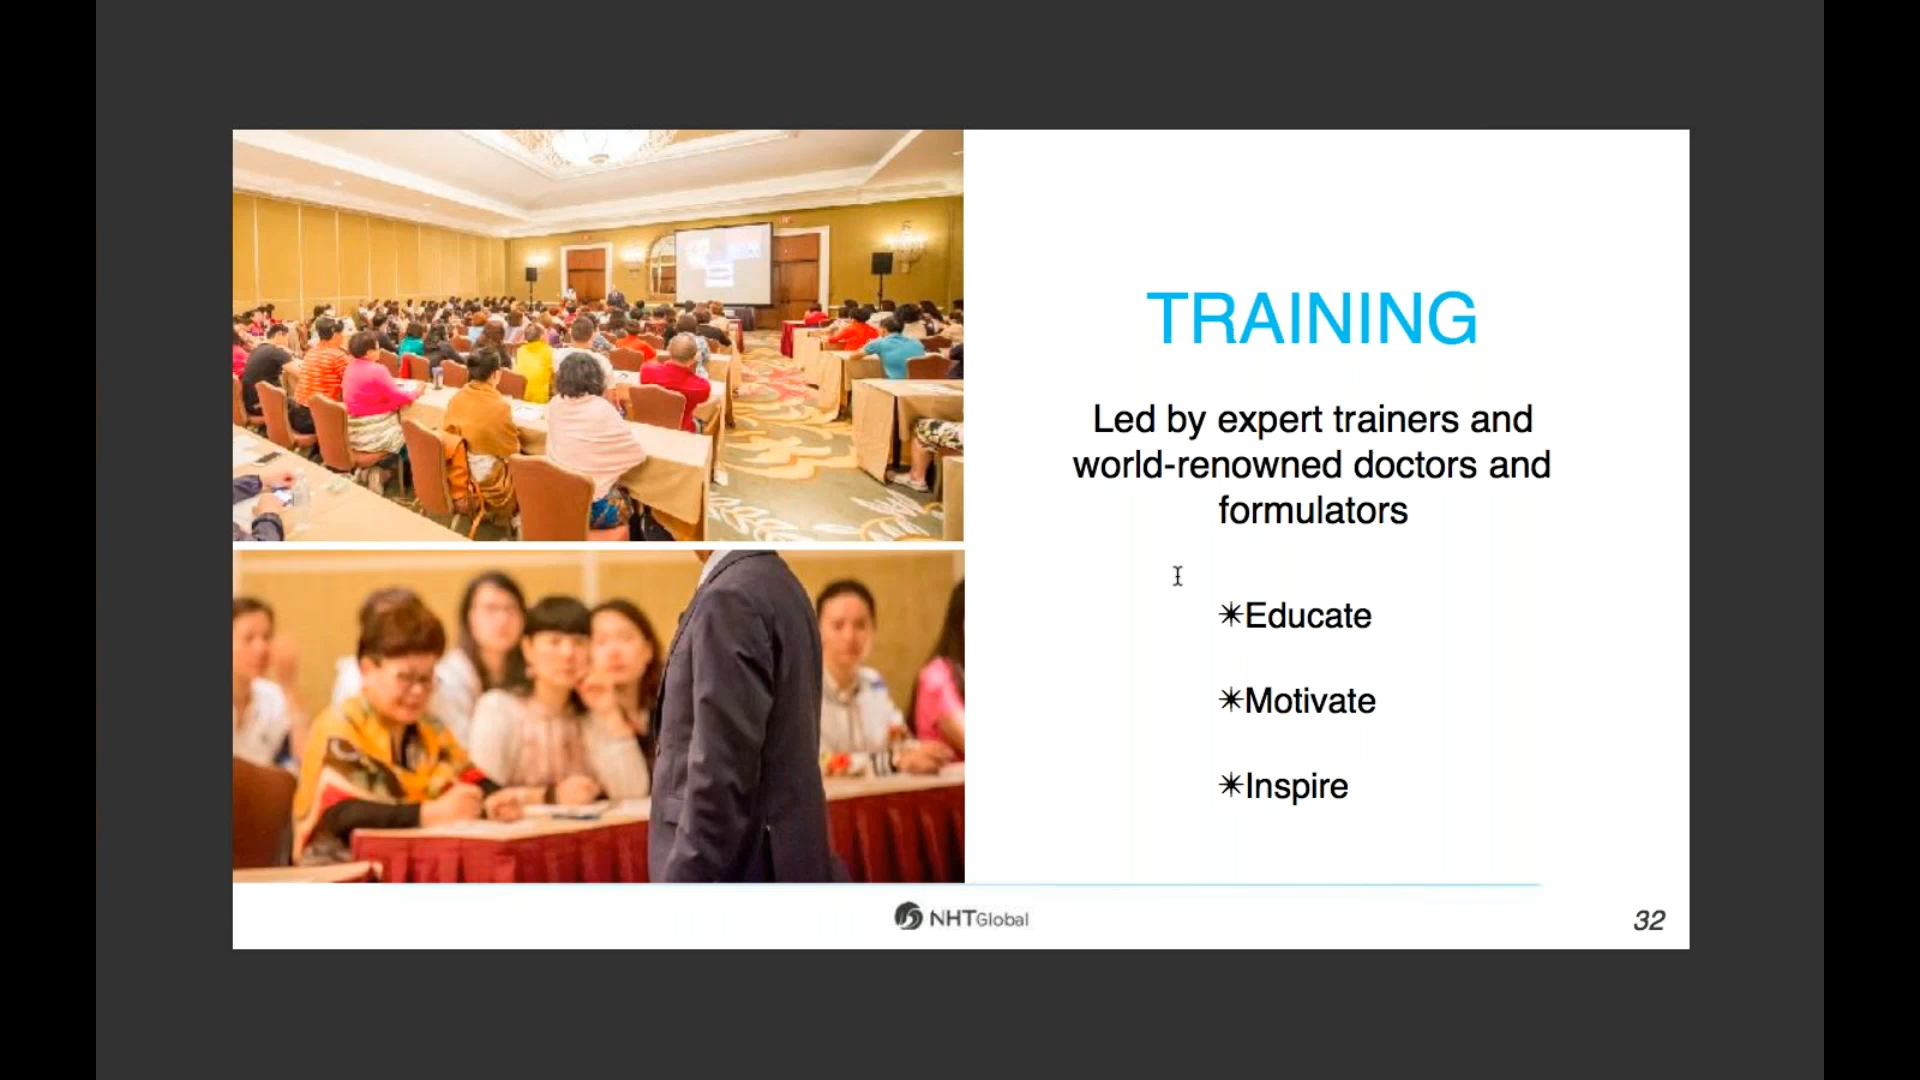 TRAINING
Led by expert trainers and
world-renowned doctors and
formulators
✴Educate
✴Motivate
✴Inspire
NHTGlobal
32